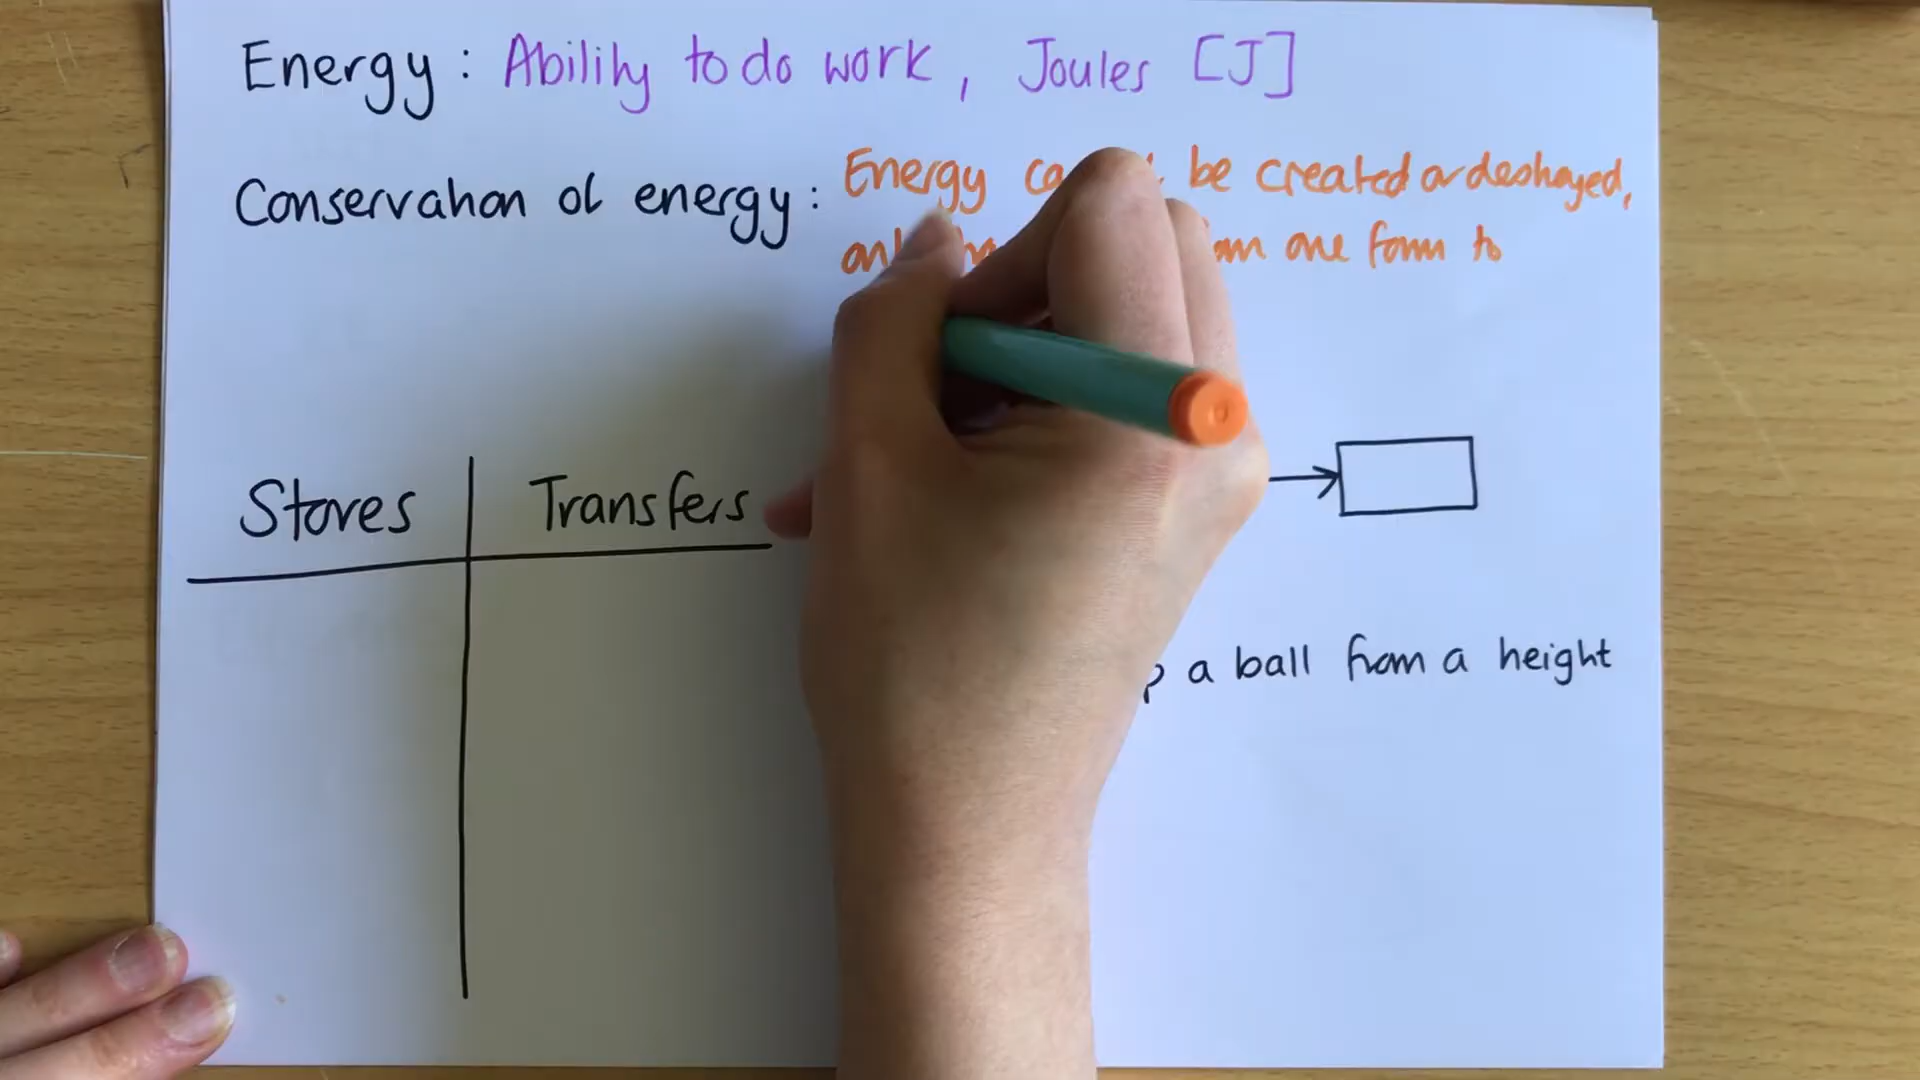 Energy: Ability to do work, Joules [J]
Conservation of energy: Energy be created or destroyed,
one form to
Stores Transfers
a ball from a height